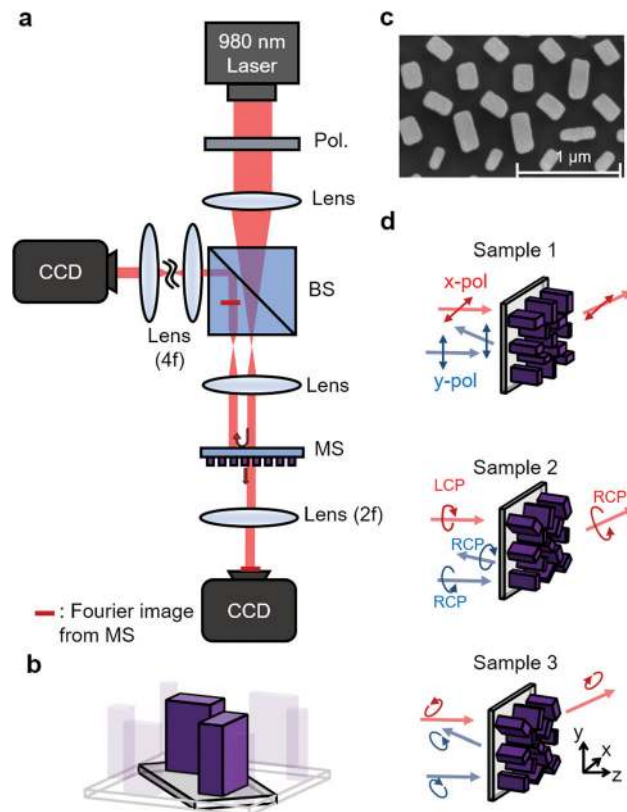 a
980 nm
Laser
Pol.
Lens
CCD
BS
Lens
(4f)
Lens
MS
Lens (2f)
CCD
: Fourier image
from MS
b
c
1 μm
d
Sample 1
x-pol
y-pol
Sample 2
LCP
RCP
RCP
RCP
Sample 3
y
x
z